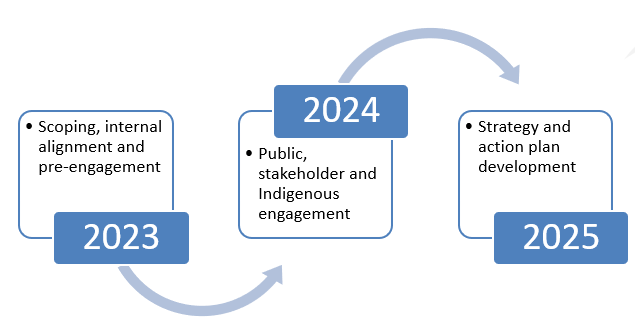 • Scoping, internal
alignment and
pre-engagement
2023
2024
• Public,
stakeholder and
Indigenous
engagement
• Strategy and
action plan
development
2025